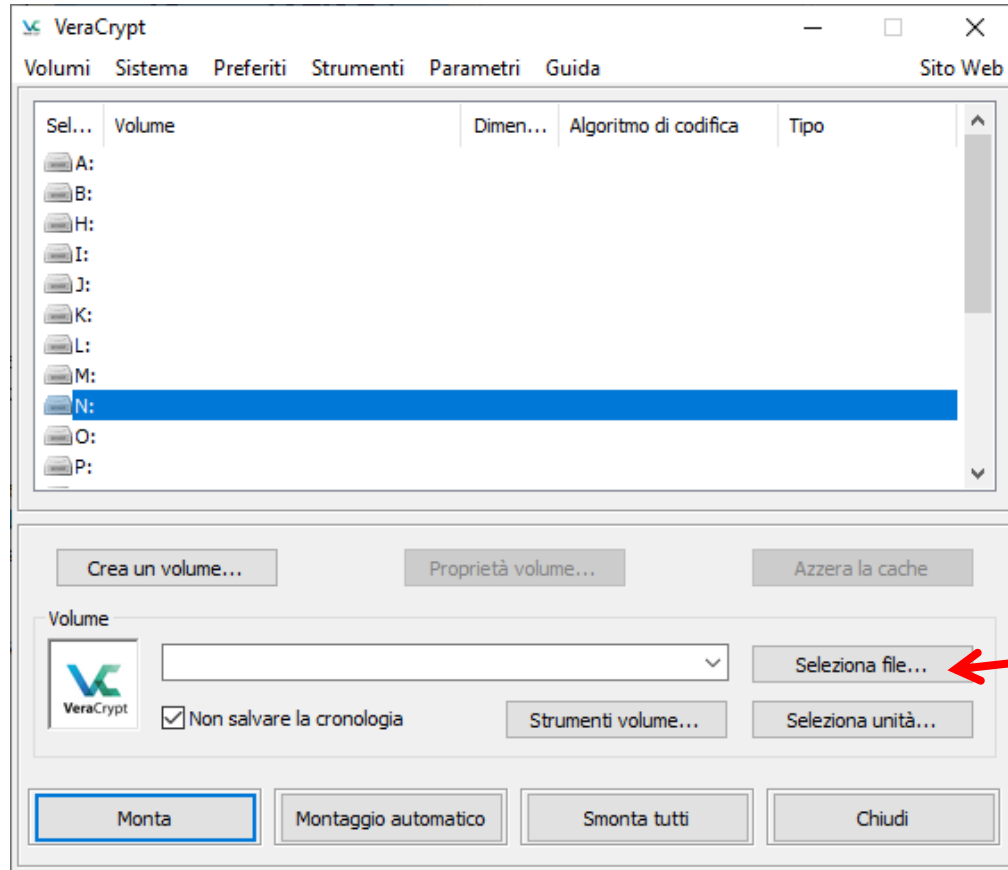 VeraCrypt
Volumi Sistema Preferiti Strumenti Parametri Guida Sito Web
Sel... Volume Dimen... Algoritmo di codifica Tipo
A:
B:
H:
I:
J:
K:
L:
M:
N:
O:
P:
Crea un volume... Proprietà volume... Azzera la cache
Volume
Seleziona file...
VeraCrypt
Non salvare la cronologia Strumenti volume... Seleziona unità...
Monta Montaggio automatico Smonta tutti Chiudi